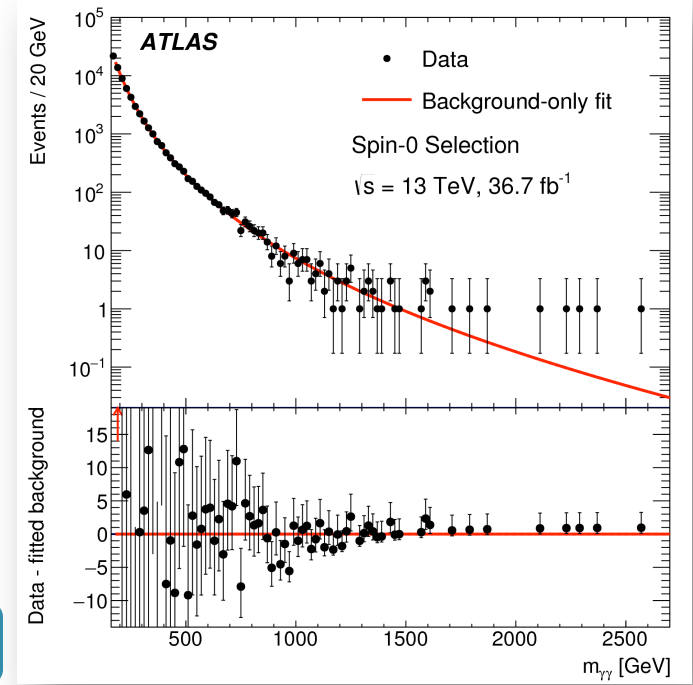 ATLAS
Data
Background-only fit
Spin-0 Selection
√s = 13 TeV, 36.7 fb⁻¹
Events / 20 GeV
10⁵
10⁴
10³
10²
10
1
10⁻¹
Data - fitted background
15
10
5
0
−5
−10
500 1000 1500 2000 2500
m_γγ [GeV]